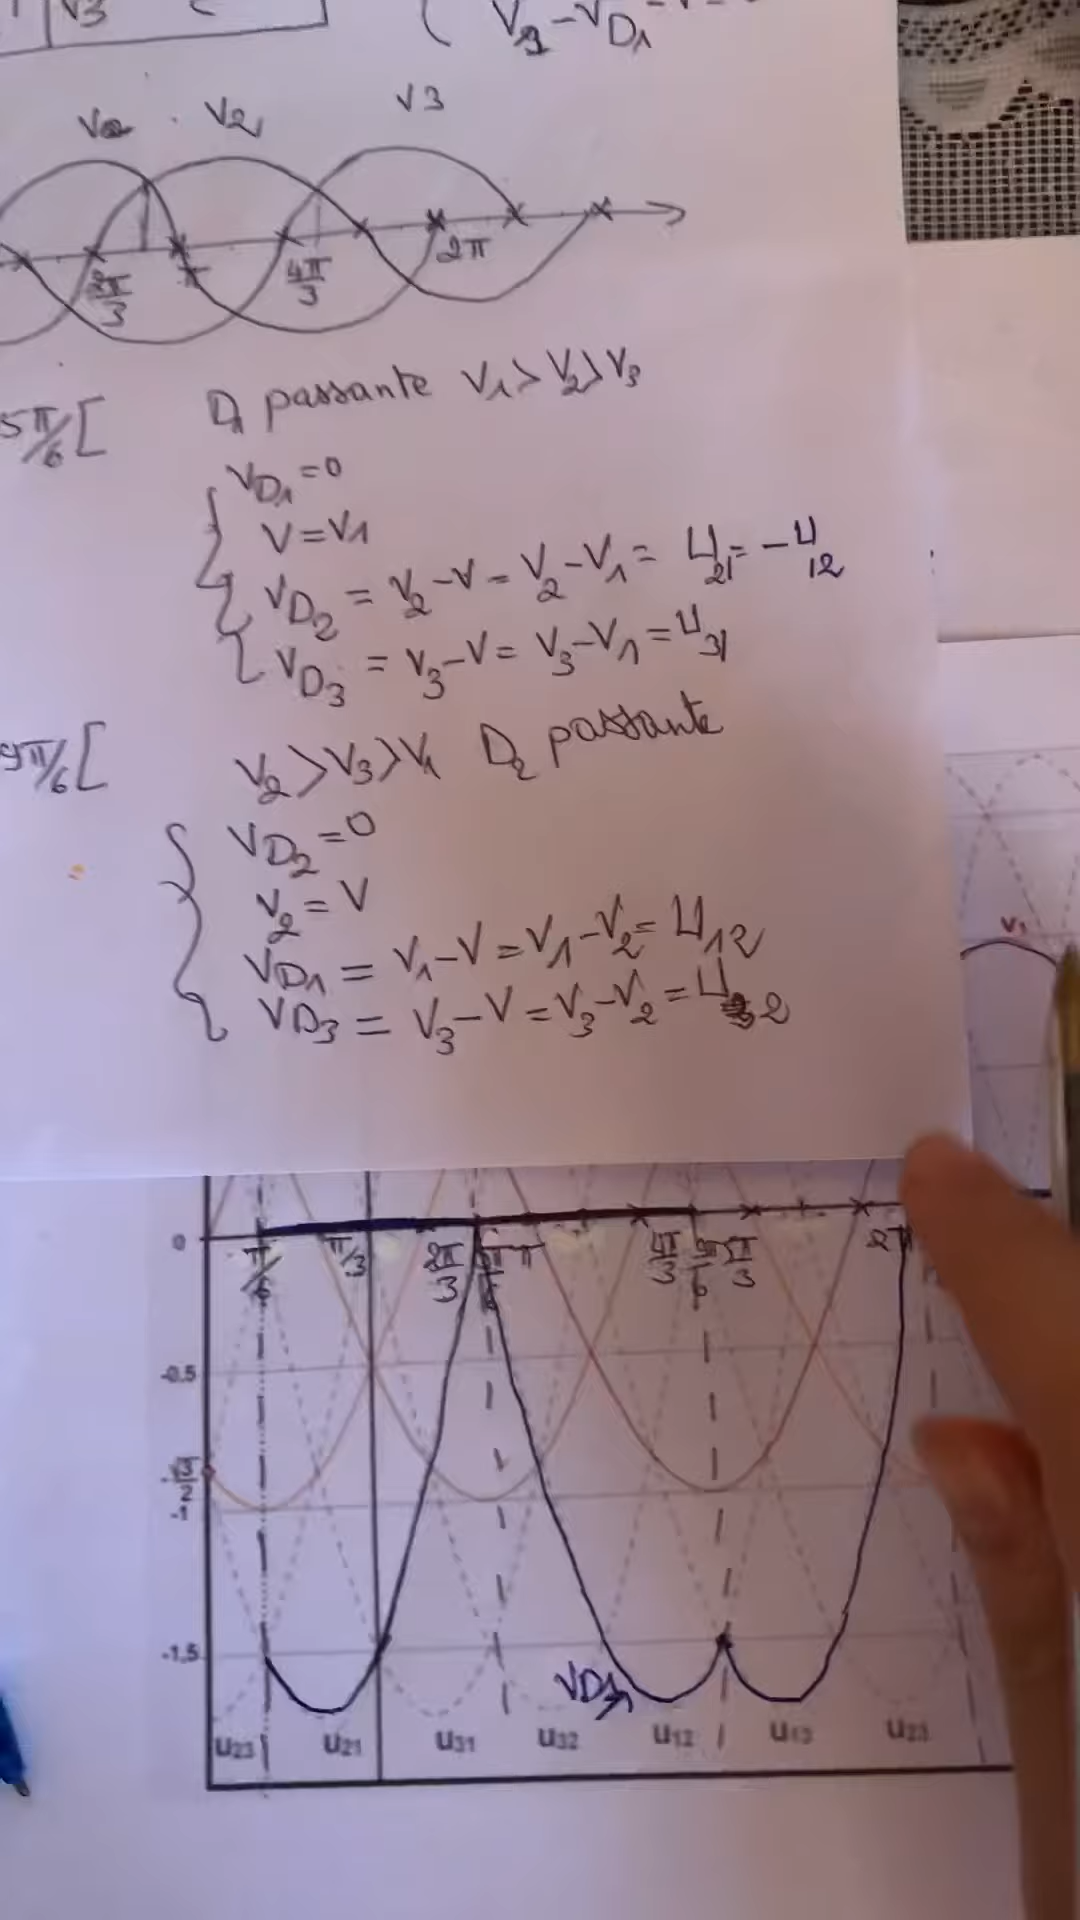 V3
V3-VD1
V2 V3
2π/3 π 4π/3 2π
5π/6[ D1 passante V1>V2>V3
VD1=0
V=V1
VD2 = V2-V = V2-V1 = U21=-U12
VD3 = V3-V = V3-V1 = U31
9π/6[ V2>V3>V1 D2 passante
VD2=0
V2=V
VD1 = V1-V = V1-V2 = U12
VD3 = V3-V = V3-V2 = U32
V1
0 π/6 π/3 2π/3 5π/6 π 4π/3 9π/6 5π/3 2π
-0.5
-√3/2
-1
-1,5
VD1
u23 u21 u31 u32 u12 u13 u23